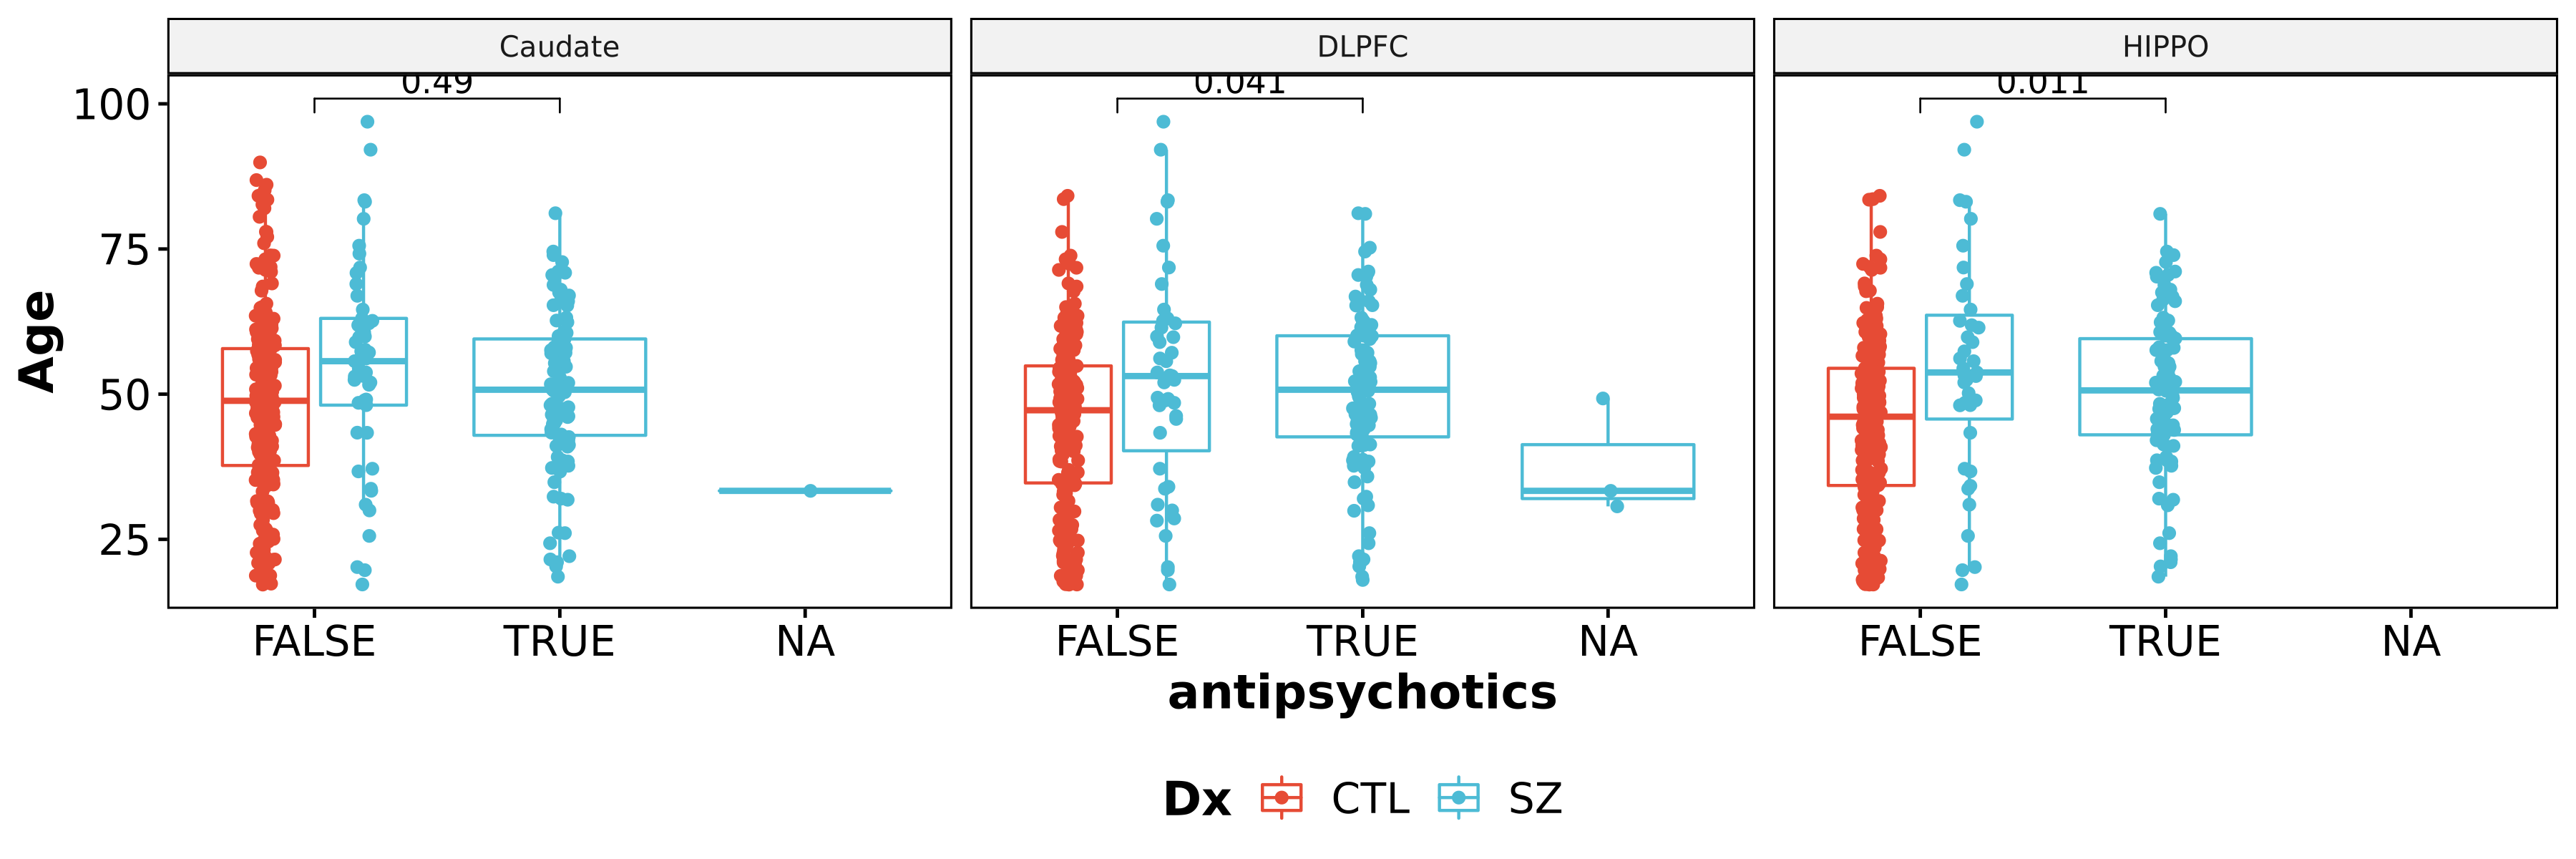 Caudate DLPFC HIPPO
0.49 0.041 0.011
100
75
50
25
Age
FALSE TRUE NA FALSE TRUE NA FALSE TRUE NA
antipsychotics
Dx CTL SZ